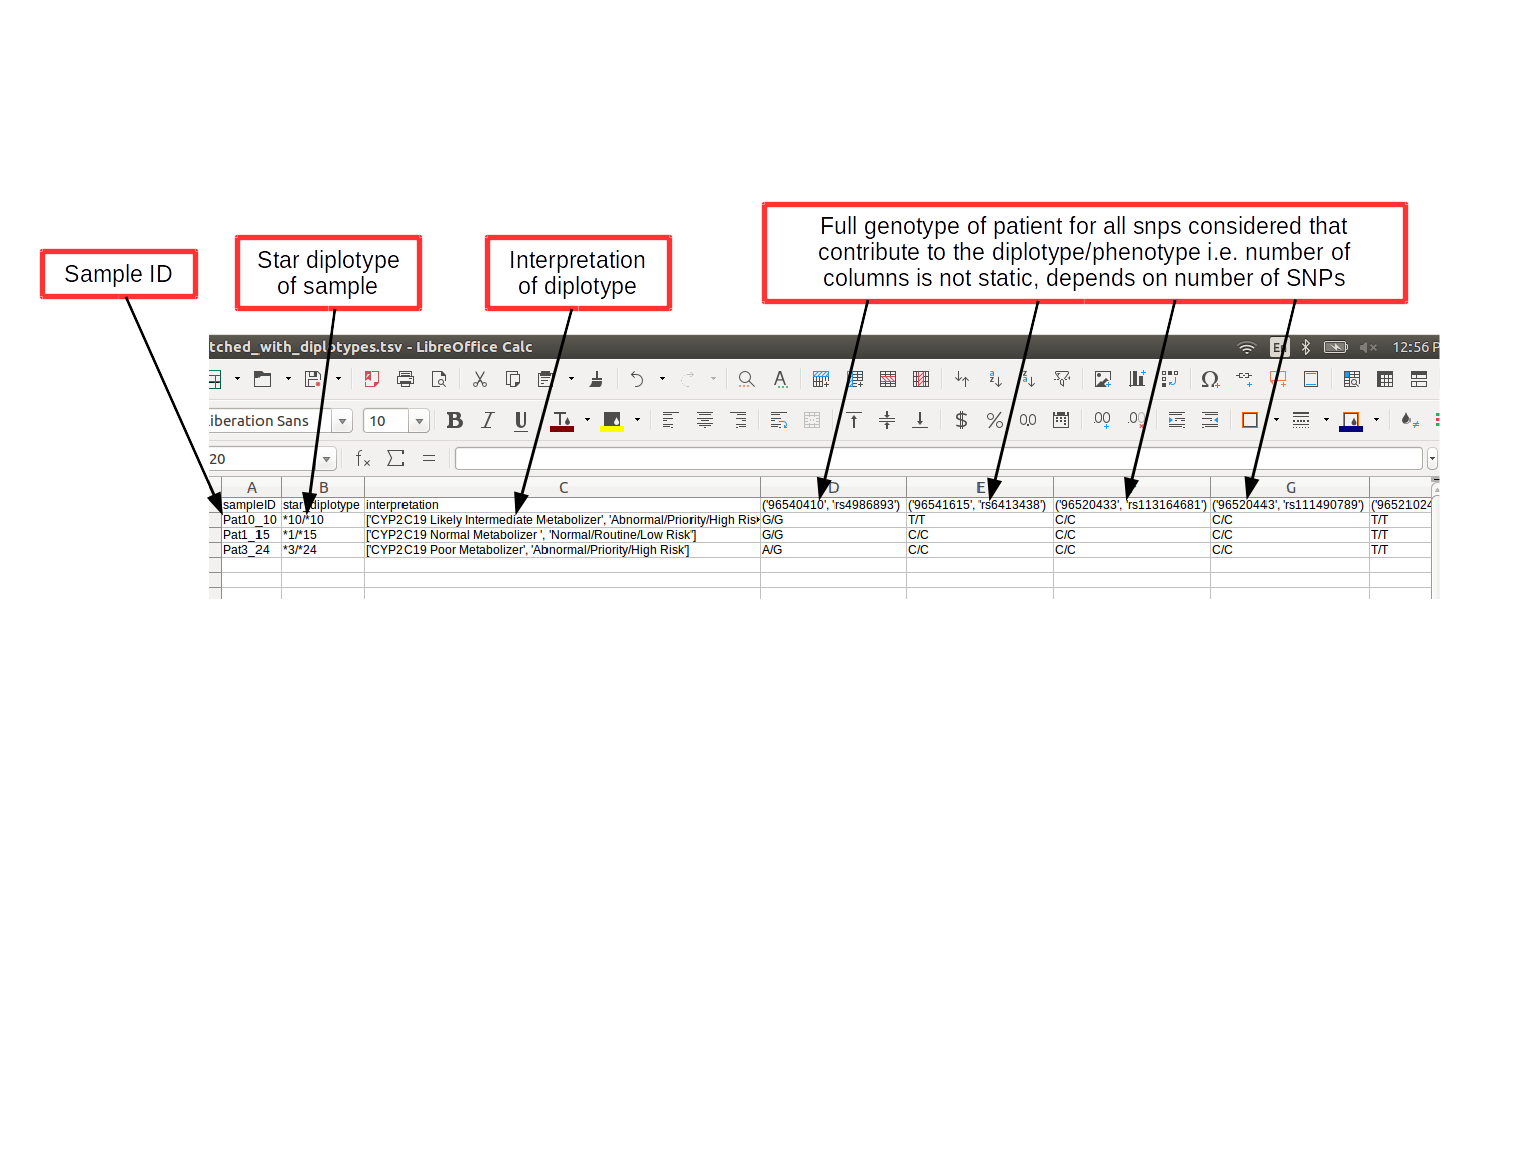 Full genotype of patient for all snps considered that
contribute to the diplotype/phenotype i.e. number of
columns is not static, depends on number of SNPs
Sample ID
Star diplotype
of sample
Interpretation
of diplotype
tched_with_diplotypes.tsv - LibreOffice Calc
En
12:56 P
iberation Sans
10
20
A B C D E G
sampleID star_diplotype interpretation ('96540410', 'rs4986893') ('96541615', 'rs6413438') ('96520433', 'rs113164681') ('96520443', 'rs111490789') ('96521024
Pat10_10 *10/*10 ['CYP2C19 Likely Intermediate Metabolizer', 'Abnormal/Priority/High Risk G/G T/T C/C C/C T/T
Pat1_15 *1/*15 ['CYP2C19 Normal Metabolizer ', 'Normal/Routine/Low Risk'] G/G C/C C/C C/C T/T
Pat3_24 *3/*24 ['CYP2C19 Poor Metabolizer', 'Abnormal/Priority/High Risk'] A/G C/C C/C C/C T/T